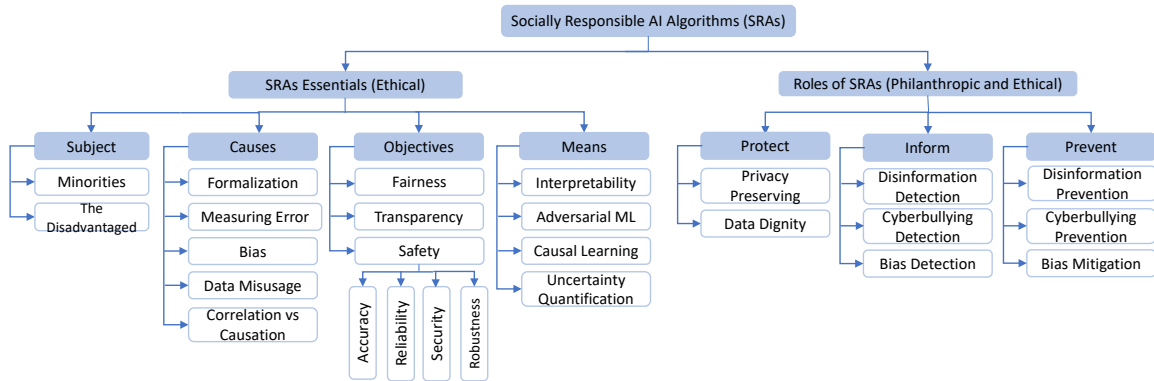 Socially Responsible AI Algorithms (SRAs)
SRAs Essentials (Ethical)
Roles of SRAs (Philanthropic and Ethical)
Subject
Causes
Objectives
Means
Protect
Inform
Prevent
Minorities
The
Disadvantaged
Formalization
Measuring Error
Bias
Data Misusage
Correlation vs
Causation
Fairness
Transparency
Safety
Accuracy
Reliability
Security
Robustness
Interpretability
Adversarial ML
Causal Learning
Uncertainty
Quantification
Privacy
Preserving
Data Dignity
Disinformation
Detection
Cyberbullying
Detection
Bias Detection
Disinformation
Prevention
Cyberbullying
Prevention
Bias Mitigation